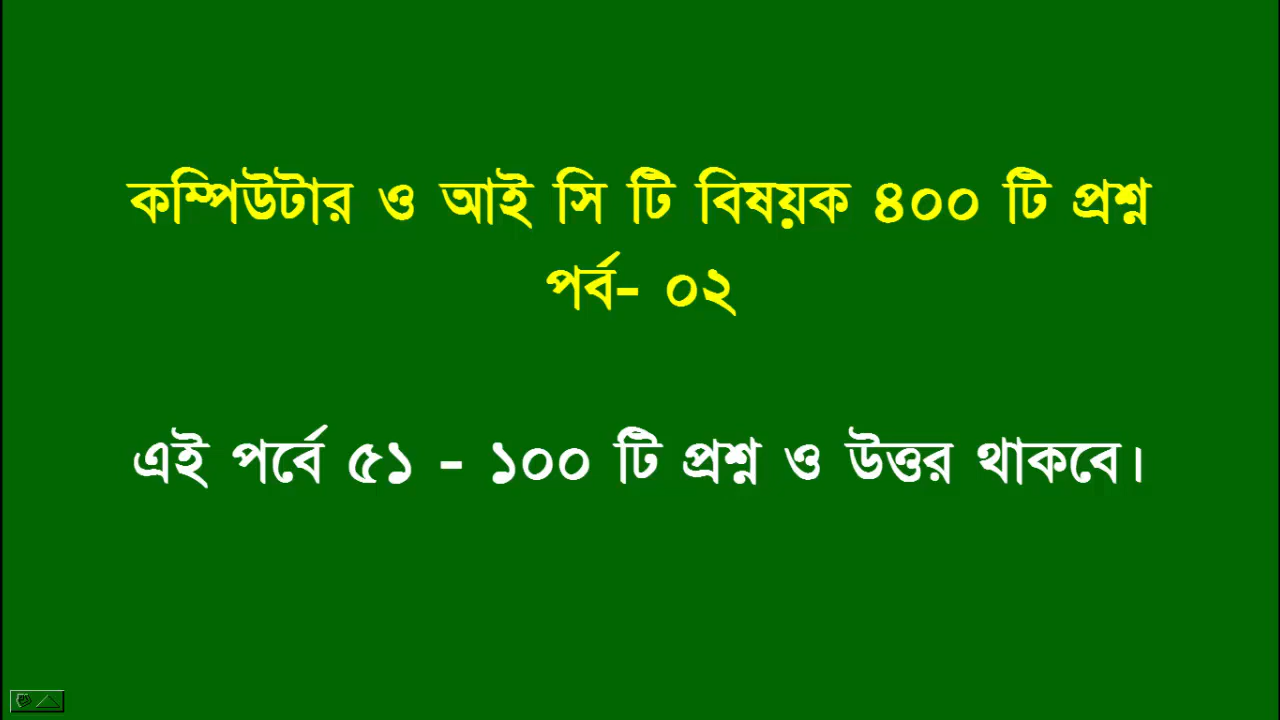 কম্পিউটার ও আই সি টি বিষয়ক ৪০০ টি প্রশ্ন
পর্ব- ০২
এই পর্বে ৫১ - ১০০ টি প্রশ্ন ও উত্তর থাকবে।